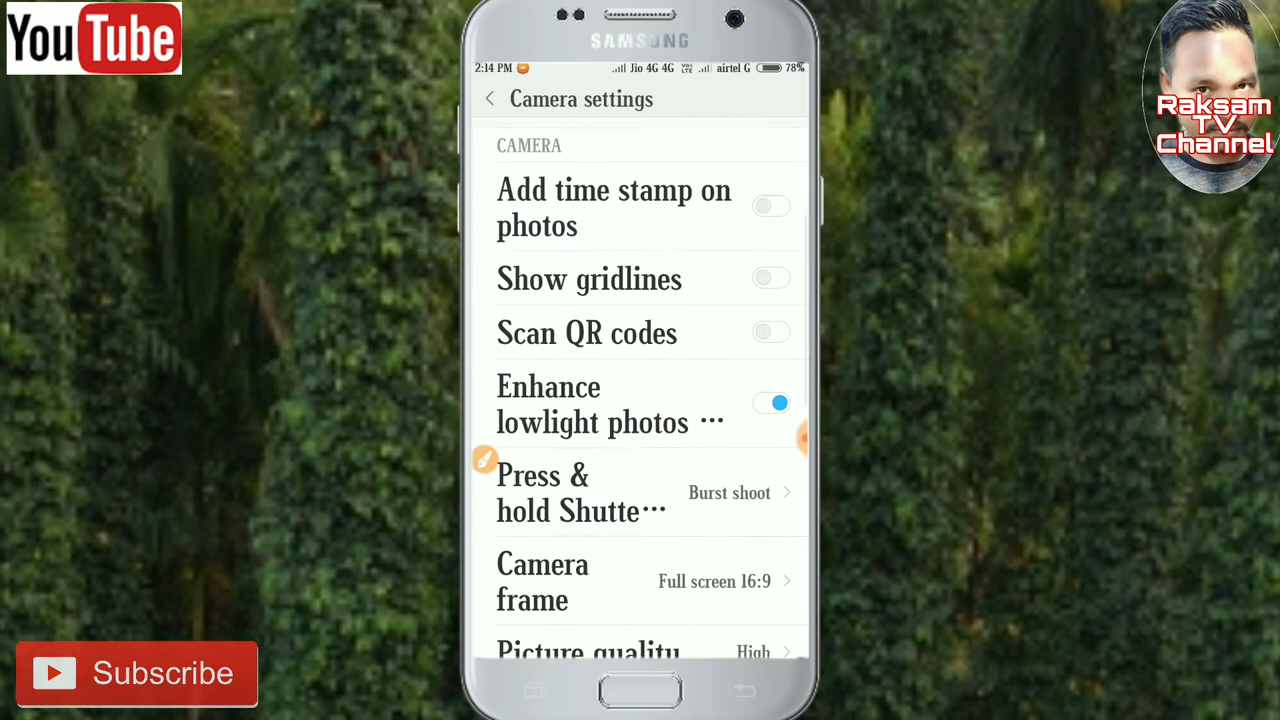 YouTube
SAMSUNG
2:14 PM Jio 4G 4G VoLTE airtel G 78%
Camera settings
CAMERA
Add time stamp on
photos
Show gridlines
Scan QR codes
Enhance
lowlight photos ···
Press &
hold Shutte···
Burst shoot
Camera
frame
Full screen 16:9
Picture quality
High
Raksam
TV
Channel
Subscribe